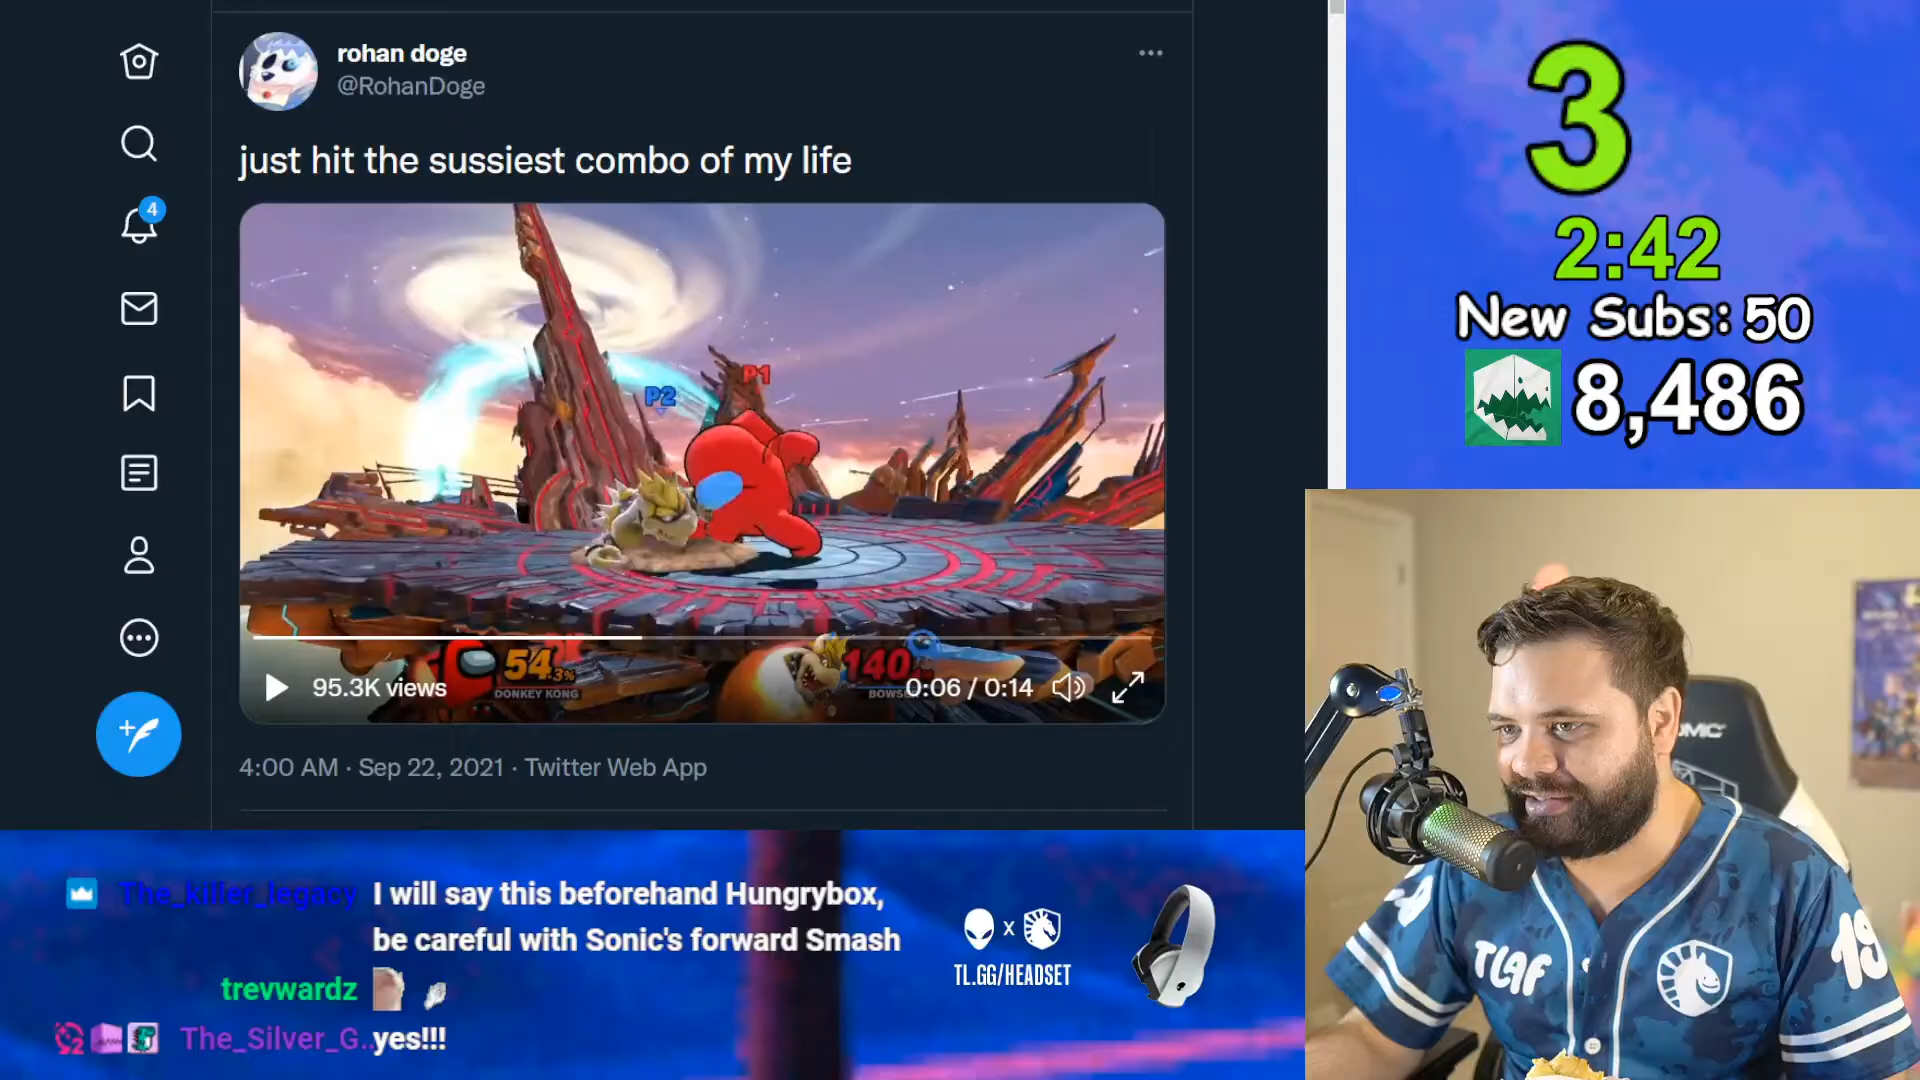 rohan doge
@RohanDoge
4
just hit the sussiest combo of my life
P1
P2
54.3%
DONKEY KONG
140
95.3K views
0:06 / 0:14
4:00 AM · Sep 22, 2021 · Twitter Web App
3
2:42
New Subs: 50
8,486
The_killer_legacy I will say this beforehand Hungrybox,
be careful with Sonic's forward Smash
trevwardz
The_Silver_G.. yes!!!
x
TL.GG/HEADSET
TLAF
19